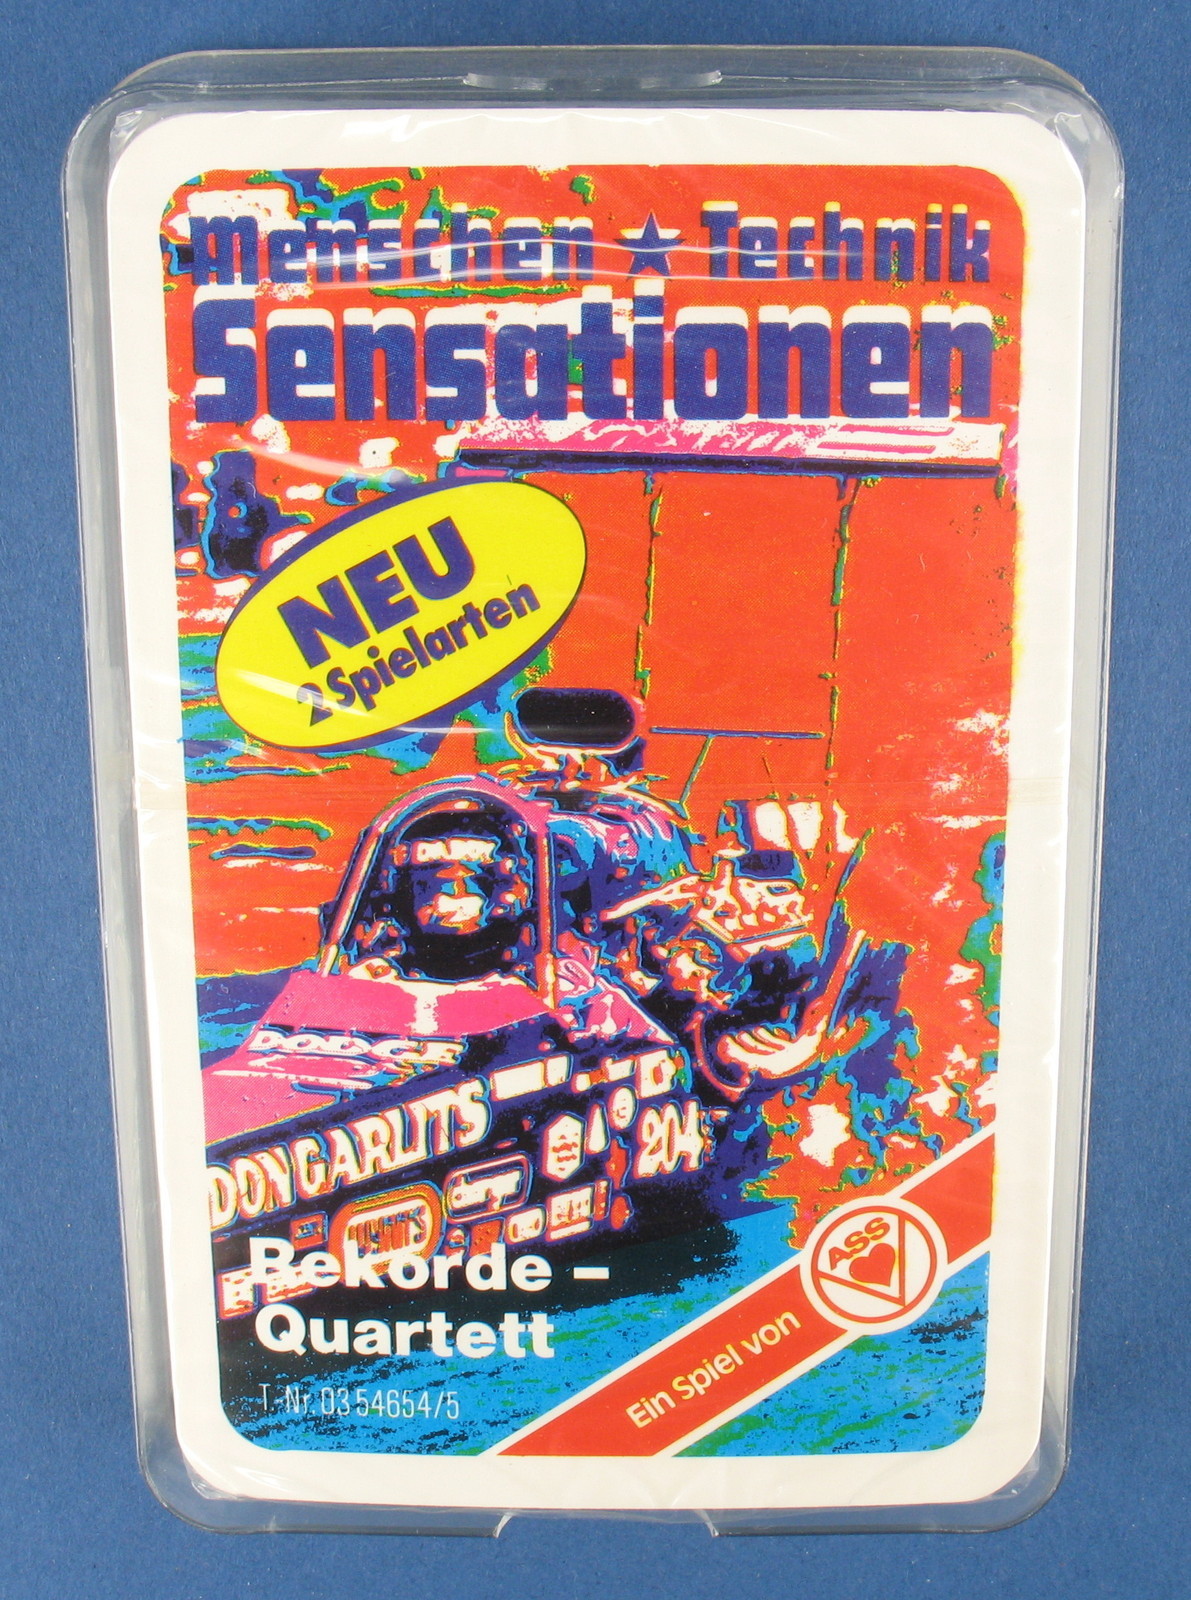 Menschen ★ Technik
Sensationen
NEU
2 Spielarten
DODGE
DON GARLITS
204
Rekorde –
Quartett
T.-Nr. 03 54654/5
Ein Spiel von
ASS